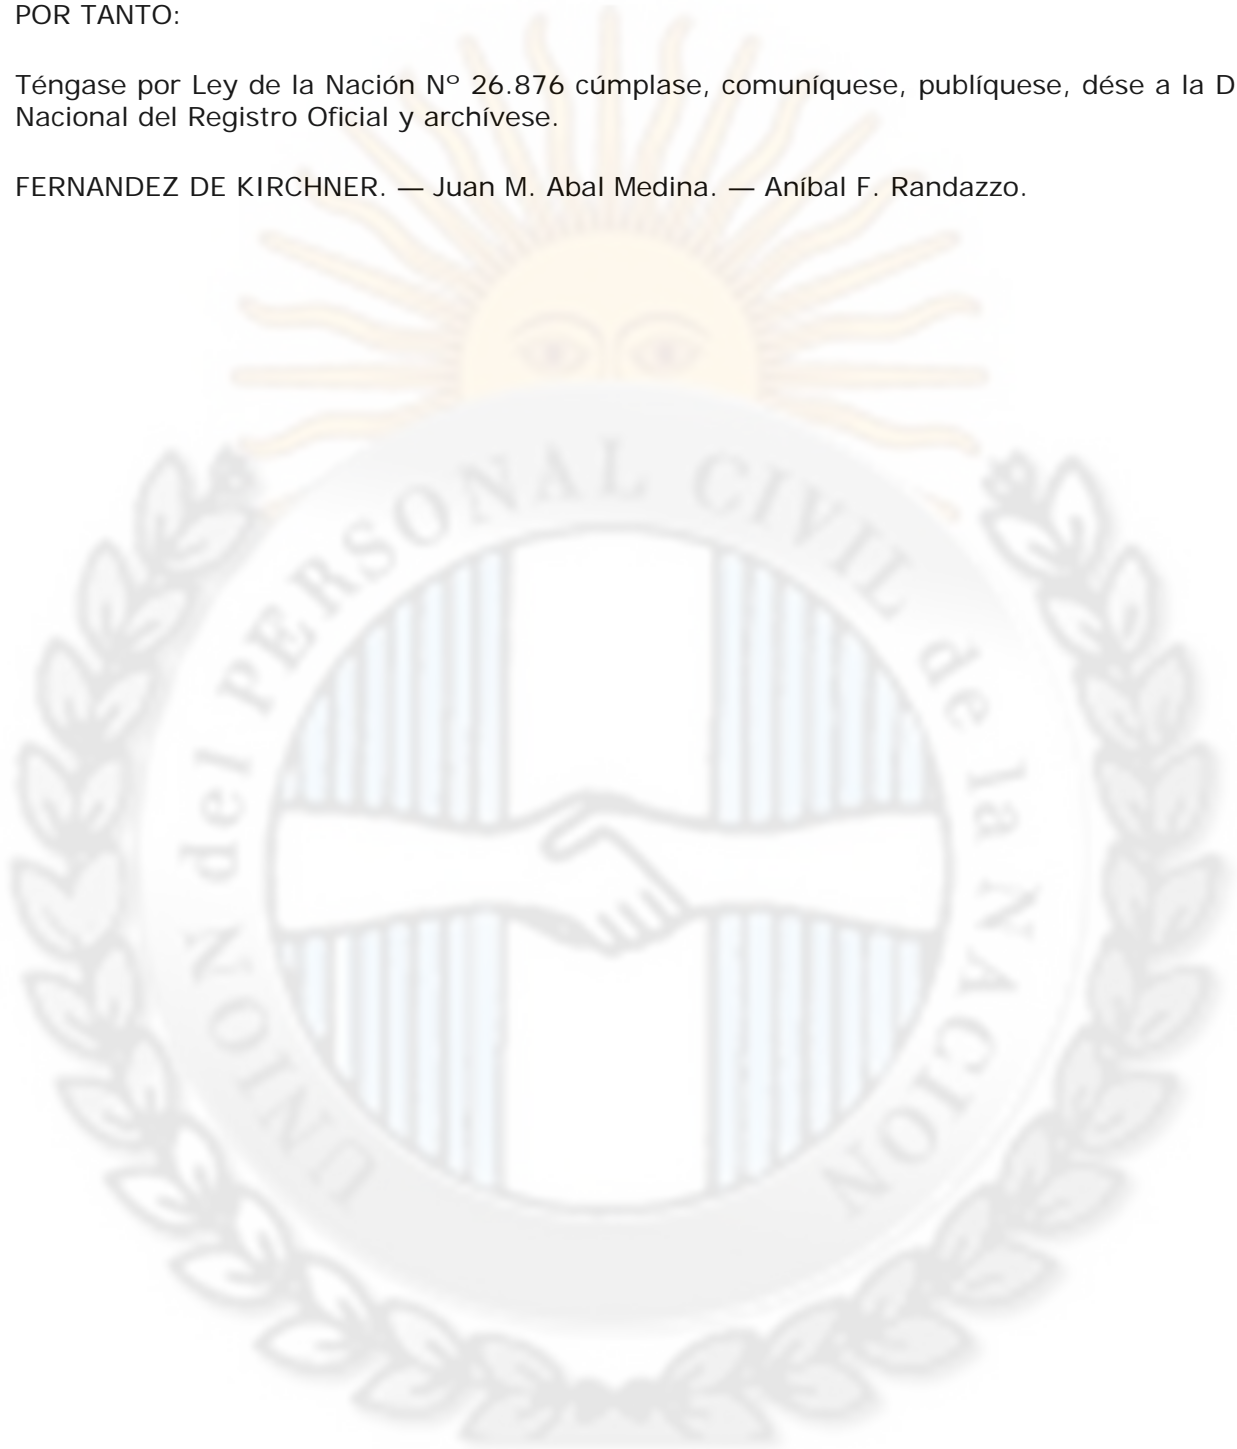 POR TANTO:
Téngase por Ley de la Nación Nº 26.876 cúmplase, comuníquese, publíquese, dése a la D
Nacional del Registro Oficial y archívese.
FERNANDEZ DE KIRCHNER. — Juan M. Abal Medina. — Aníbal F. Randazzo.
UNION del PERSONAL CIVIL de la NACION